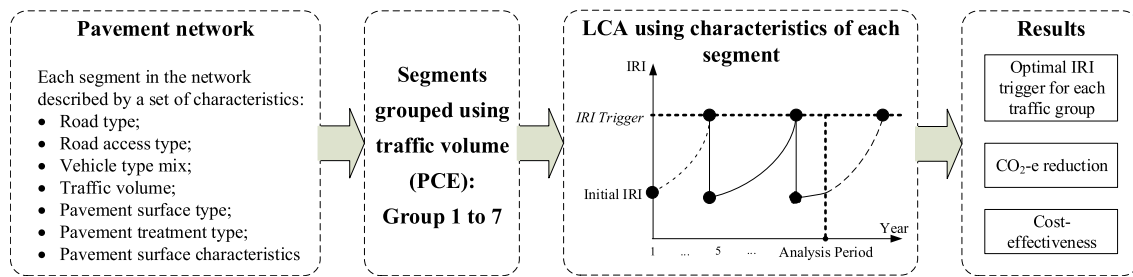 Pavement network
Each segment in the network
described by a set of characteristics:
• Road type;
• Road access type;
• Vehicle type mix;
• Traffic volume;
• Pavement surface type;
• Pavement treatment type;
• Pavement surface characteristics
Segments
grouped using
traffic volume
(PCE):
Group 1 to 7
LCA using characteristics of each
segment
IRI
IRI Trigger
Initial IRI
Year
1 ... 5 ... Analysis Period
Results
Optimal IRI
trigger for each
traffic group
CO₂-e reduction
Cost-
effectiveness